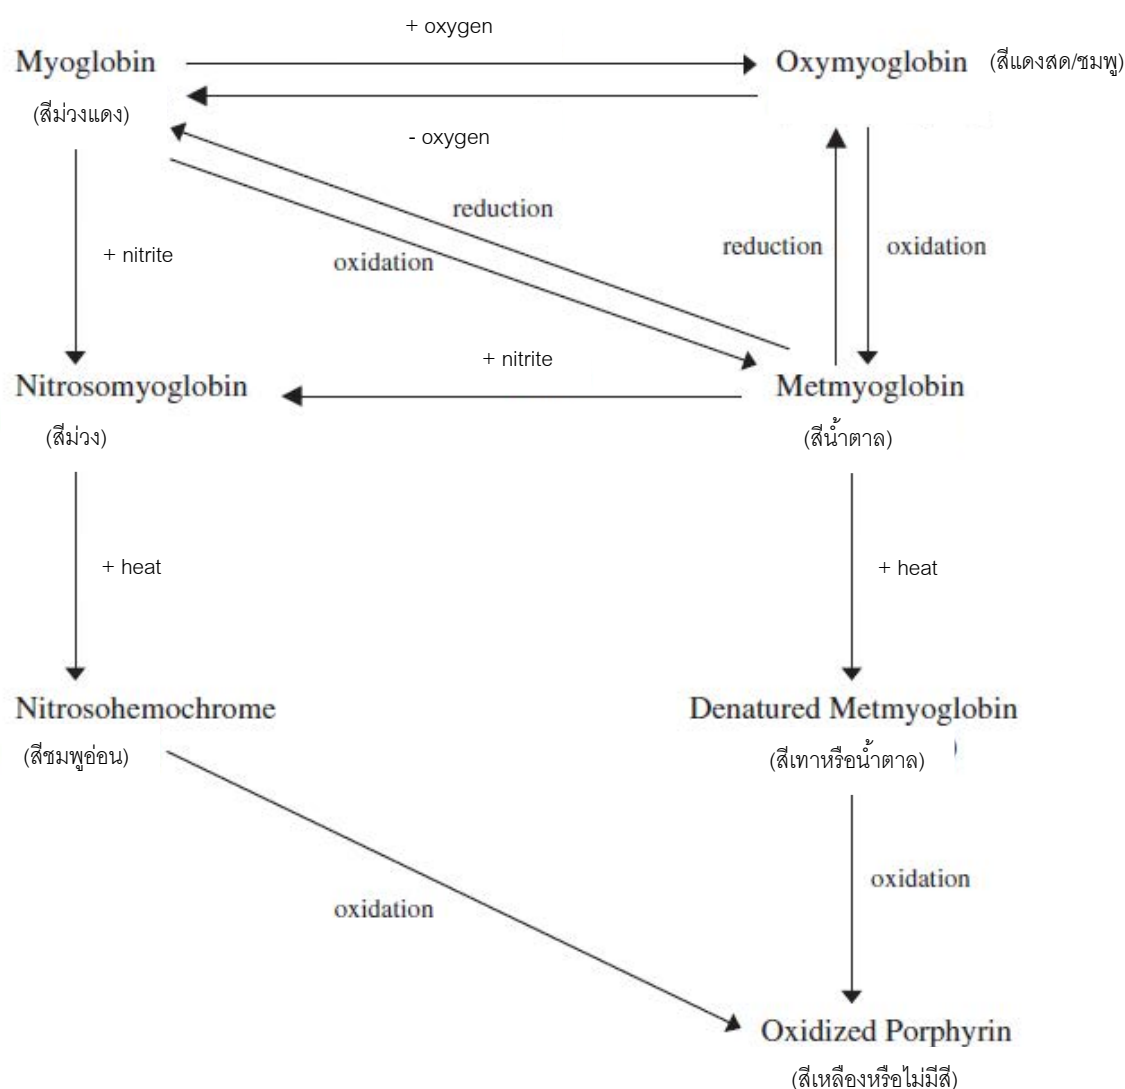 + oxygen
Myoglobin
Oxymyoglobin (สีแดงสด/ชมพู)
(สีม่วงแดง)
- oxygen
reduction
+ nitrite
reduction
oxidation
oxidation
+ nitrite
Nitrosomyoglobin
Metmyoglobin
(สีม่วง)
(สีน้ำตาล)
+ heat
+ heat
Nitrosohemochrome
Denatured Metmyoglobin
(สีชมพูอ่อน)
(สีเทาหรือน้ำตาล)
oxidation
oxidation
Oxidized Porphyrin
(สีเหลืองหรือไม่มีสี)